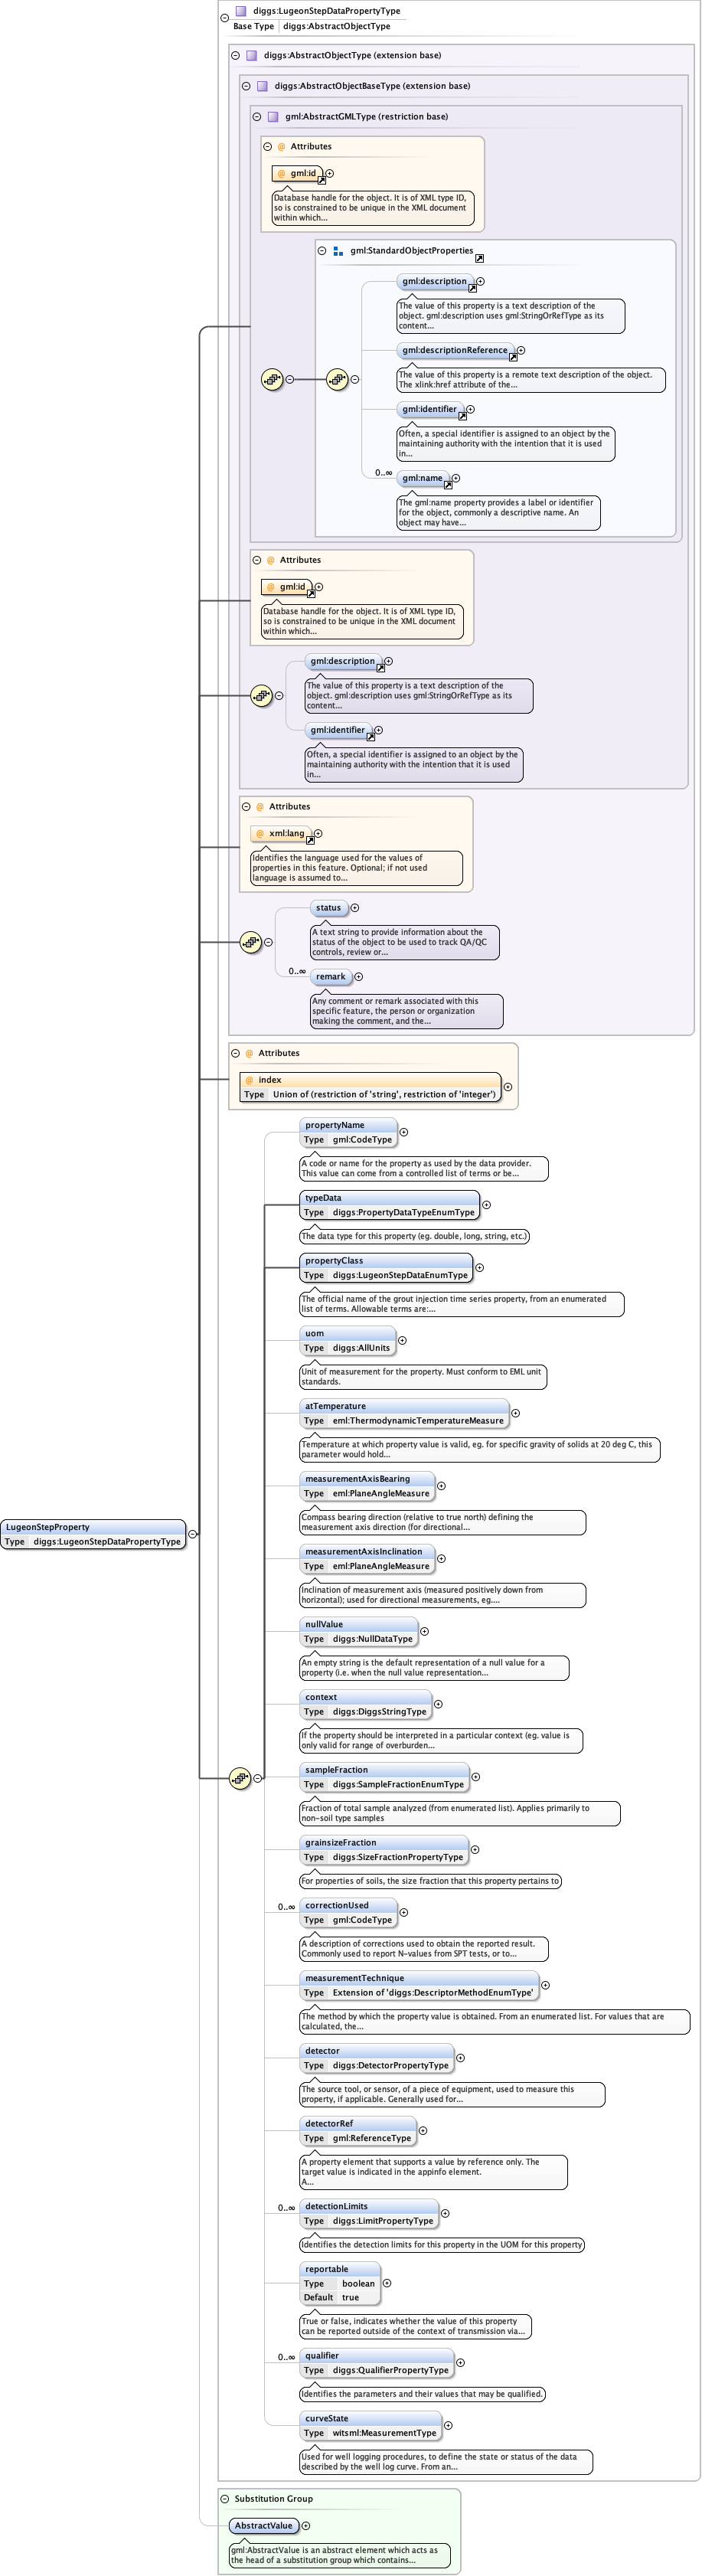 diggs:LugeonStepDataPropertyType
Base Type diggs:AbstractObjectType
diggs:AbstractObjectType (extension base)
diggs:AbstractObjectBaseType (extension base)
gml:AbstractGMLType (restriction base)
@ Attributes
@ gml:id
Database handle for the object. It is of XML type ID,
so is constrained to be unique in the XML document
within which...
gml:StandardObjectProperties
gml:description
The value of this property is a text description of the
object. gml:description uses gml:StringOrRefType as its
content...
gml:descriptionReference
The value of this property is a remote text description of the object.
The xlink:href attribute of the...
gml:identifier
Often, a special identifier is assigned to an object by the
maintaining authority with the intention that it is used
in...
0..∞
gml:name
The gml:name property provides a label or identifier
for the object, commonly a descriptive name. An
object may have...
@ Attributes
@ gml:id
Database handle for the object. It is of XML type ID,
so is constrained to be unique in the XML document
within which...
gml:description
The value of this property is a text description of the
object. gml:description uses gml:StringOrRefType as its
content...
gml:identifier
Often, a special identifier is assigned to an object by the
maintaining authority with the intention that it is used
in...
@ Attributes
@ xml:lang
Identifies the language used for the values of
properties in this feature. Optional; if not used
language is assumed to...
status
A text string to provide information about the
status of the object to be used to track QA/QC
controls, review or...
0..∞
remark
Any comment or remark associated with this
specific feature, the person or organization
making the comment, and the...
@ Attributes
@ index
Type Union of (restriction of 'string', restriction of 'integer')
propertyName
Type gml:CodeType
A code or name for the property as used by the data provider.
This value can come from a controlled list of terms or be...
typeData
Type diggs:PropertyDataTypeEnumType
The data type for this property (eg. double, long, string, etc.)
propertyClass
Type diggs:LugeonStepDataEnumType
The official name of the grout injection time series property, from an enumerated
list of terms. Allowable terms are:...
uom
Type diggs:AllUnits
Unit of measurement for the property. Must conform to EML unit
standards.
atTemperature
Type eml:ThermodynamicTemperatureMeasure
Temperature at which property value is valid, eg. for specific gravity of solids at 20 deg C, this
parameter would hold...
measurementAxisBearing
Type eml:PlaneAngleMeasure
Compass bearing direction (relative to true north) defining the
measurement axis direction (for directional...
LugeonStepProperty
Type diggs:LugeonStepDataPropertyType
measurementAxisInclination
Type eml:PlaneAngleMeasure
Inclination of measurement axis (measured positively down from
horizontal); used for directional measurements, eg....
nullValue
Type diggs:NullDataType
An empty string is the default representation of a null value for a
property (i.e. when the null value representation...
context
Type diggs:DiggsStringType
If the property should be interpreted in a particular context (eg. value is
only valid for range of overburden...
sampleFraction
Type diggs:SampleFractionEnumType
Fraction of total sample analyzed (from enumerated list). Applies primarily to
non-soil type samples
grainsizeFraction
Type diggs:SizeFractionPropertyType
For properties of soils, the size fraction that this property pertains to
0..∞
correctionUsed
Type gml:CodeType
A description of corrections used to obtain the reported result.
Commonly used to report N-values from SPT tests, or to...
measurementTechnique
Type Extension of 'diggs:DescriptorMethodEnumType'
The method by which the property value is obtained. From an enumerated list. For values that are
calculated, the...
detector
Type diggs:DetectorPropertyType
The source tool, or sensor, of a piece of equipment, used to measure this
property, if applicable. Generally used for...
detectorRef
Type gml:ReferenceType
A property element that supports a value by reference only. The
target value is indicated in the appinfo element.
A...
0..∞
detectionLimits
Type diggs:LimitPropertyType
Identifies the detection limits for this property in the UOM for this property
reportable
Type boolean
Default true
True or false, indicates whether the value of this property
can be reported outside of the context of transmission via...
0..∞
qualifier
Type diggs:QualifierPropertyType
Identifies the parameters and their values that may be qualified.
curveState
Type witsml:MeasurementType
Used for well logging procedures, to define the state or status of the data
described by the well log curve. From an...
Substitution Group
AbstractValue
gml:AbstractValue is an abstract element which acts as
the head of a substitution group which contains...